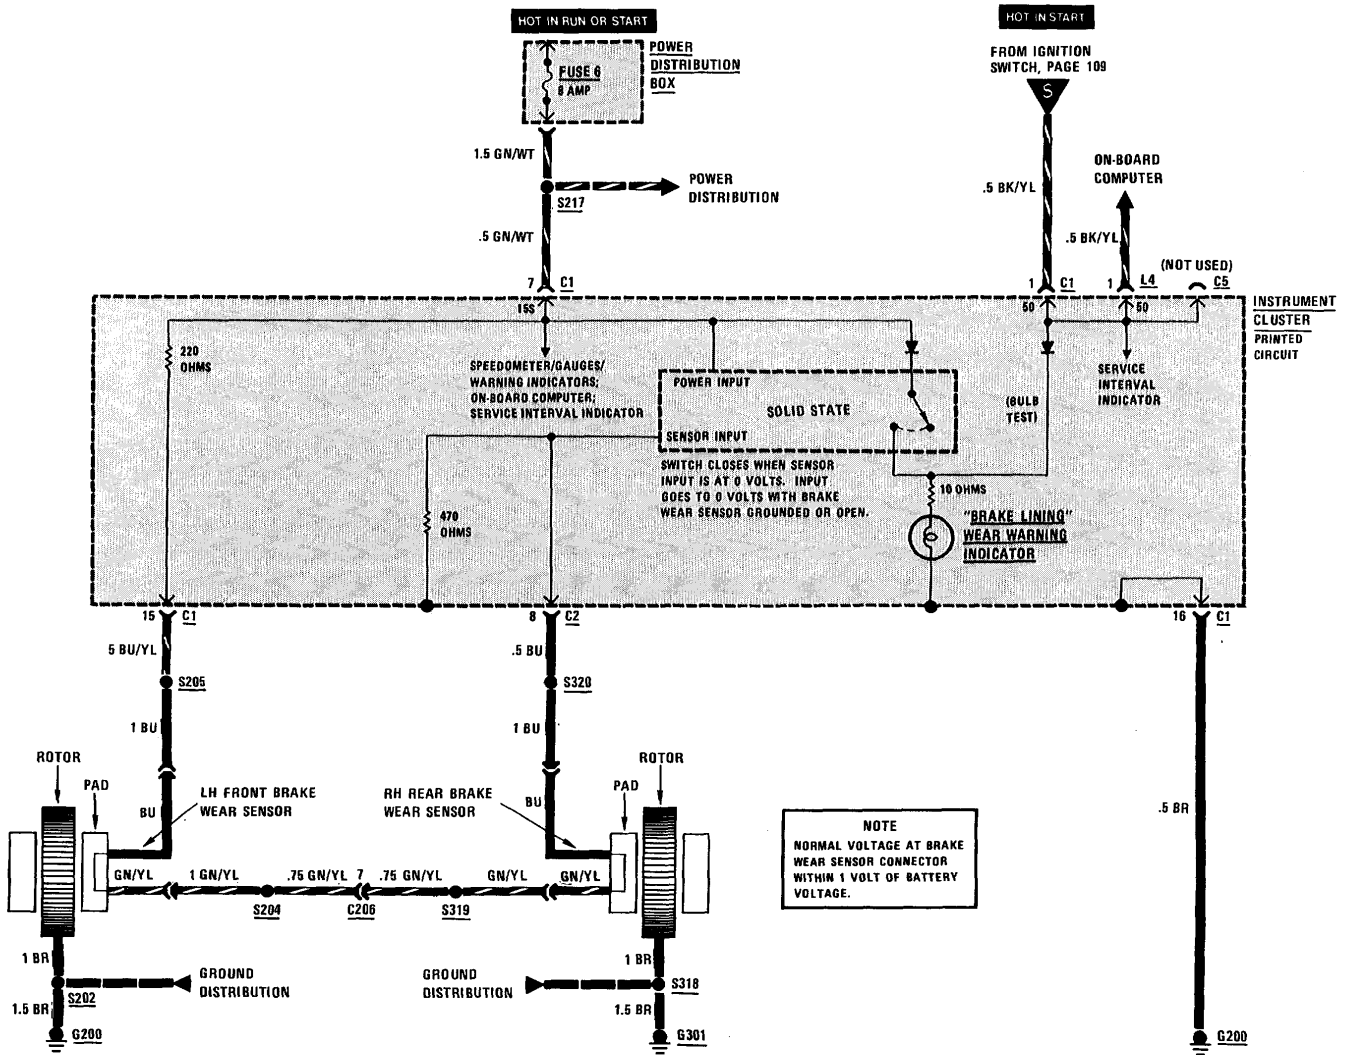 HOT IN RUN OR START
HOT IN START
POWER
DISTRIBUTION
BOX
FUSE 6
8 AMP
FROM IGNITION
SWITCH, PAGE 109
S
1.5 GN/WT
POWER
DISTRIBUTION
S217
.5 GN/WT
.5 BK/YL
ON-BOARD
COMPUTER
.5 BK/YL
(NOT USED)
7 C1
1 C1
1 L4
C5
15S
50
50
INSTRUMENT
CLUSTER
PRINTED
CIRCUIT
220
OHMS
SPEEDOMETER/GAUGES/
WARNING INDICATORS;
ON-BOARD COMPUTER;
SERVICE INTERVAL INDICATOR
POWER INPUT
SOLID STATE
SENSOR INPUT
(BULB
TEST)
SERVICE
INTERVAL
INDICATOR
SWITCH CLOSES WHEN SENSOR
INPUT IS AT 0 VOLTS. INPUT
GOES TO 0 VOLTS WITH BRAKE
WEAR SENSOR GROUNDED OR OPEN.
10 OHMS
470
OHMS
"BRAKE LINING"
WEAR WARNING
INDICATOR
15 C1
8 C2
16 C1
5 BU/YL
.5 BU
S205
S320
1 BU
1 BU
ROTOR
PAD
LH FRONT BRAKE
WEAR SENSOR
BU
RH REAR BRAKE
WEAR SENSOR
BU
PAD
ROTOR
.5 BR
NOTE
NORMAL VOLTAGE AT BRAKE
WEAR SENSOR CONNECTOR
WITHIN 1 VOLT OF BATTERY
VOLTAGE.
GN/YL
1 GN/YL
.75 GN/YL
7
.75 GN/YL
GN/YL
GN/YL
S204
C206
S319
1 BR
GROUND
DISTRIBUTION
S202
1.5 BR
G200
GROUND
DISTRIBUTION
1 BR
S318
1.5 BR
G301
G200